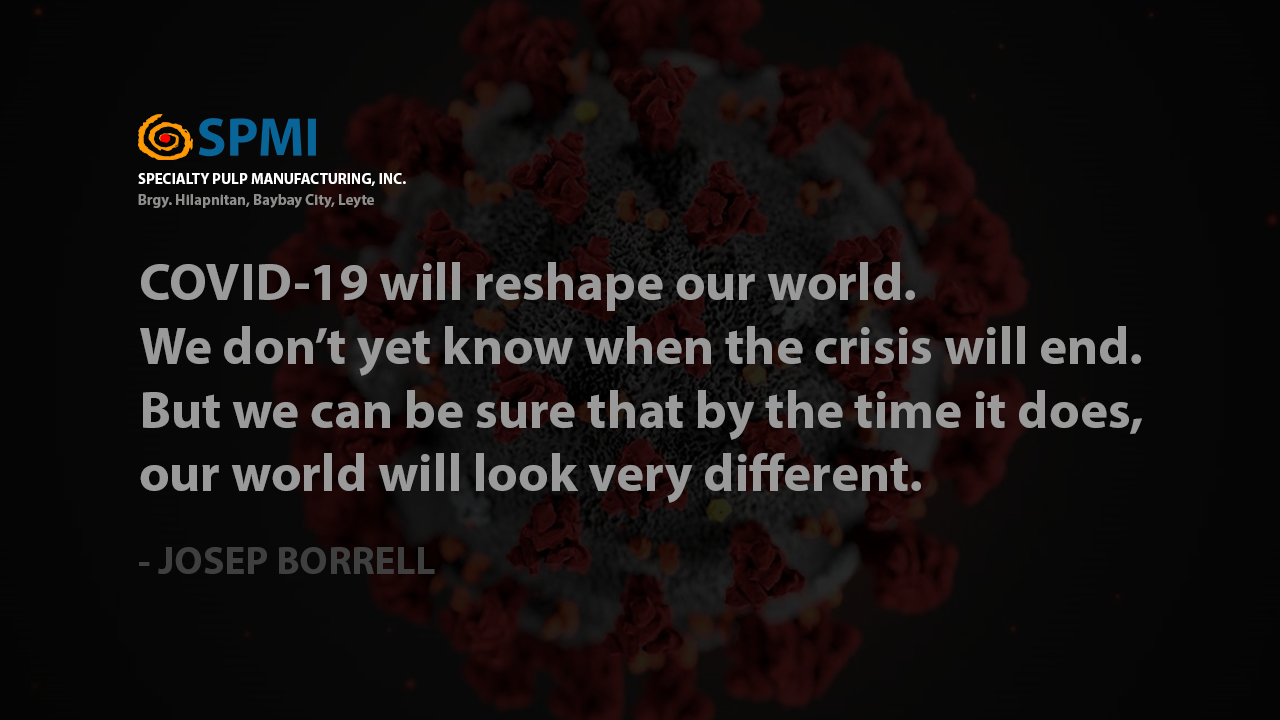 SPMI
SPECIALTY PULP MANUFACTURING, INC.
Brgy. Hilapnitan, Baybay City, Leyte
COVID-19 will reshape our world.
We don’t yet know when the crisis will end.
But we can be sure that by the time it does,
our world will look very different.
- JOSEP BORRELL